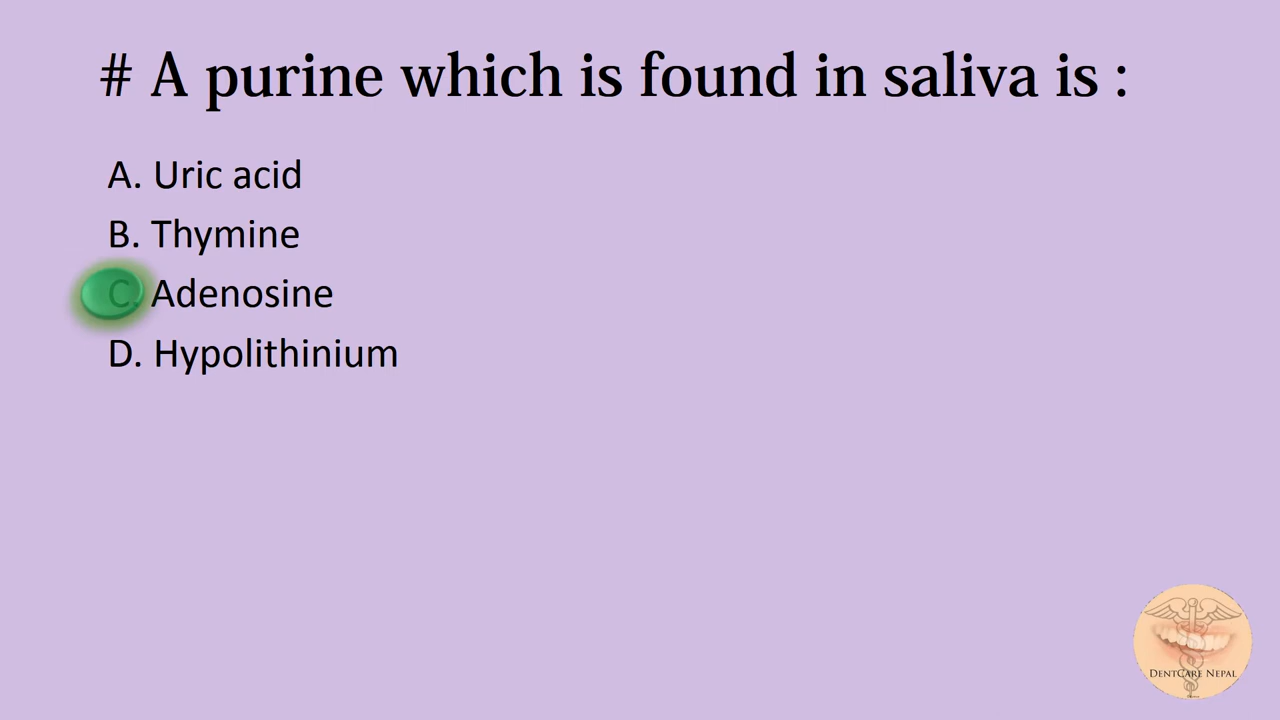 # A purine which is found in saliva is :
A. Uric acid
B. Thymine
C. Adenosine
D. Hypolithinium
DENTCARE NEPAL